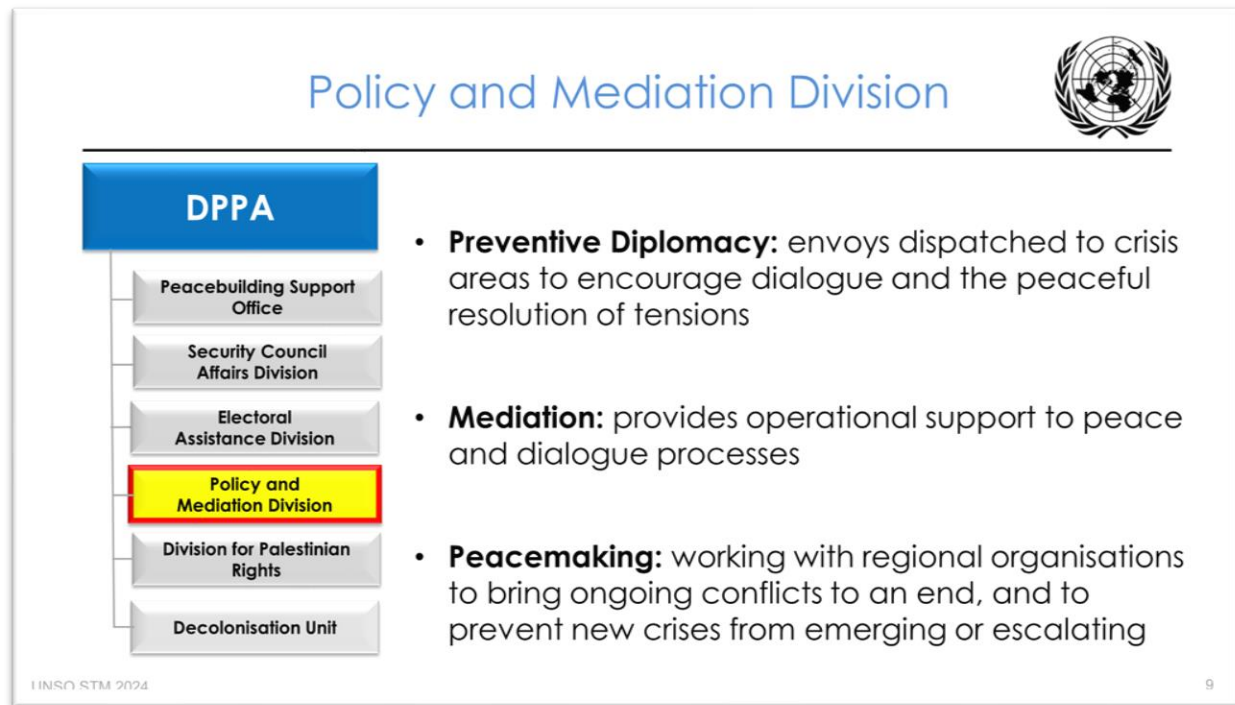 Policy and Mediation Division
DPPA
Peacebuilding Support
Office
Security Council
Affairs Division
Electoral
Assistance Division
Policy and
Mediation Division
Division for Palestinian
Rights
Decolonisation Unit
• Preventive Diplomacy: envoys dispatched to crisis
areas to encourage dialogue and the peaceful
resolution of tensions
• Mediation: provides operational support to peace
and dialogue processes
• Peacemaking: working with regional organisations
to bring ongoing conflicts to an end, and to
prevent new crises from emerging or escalating
UNSO STM 2024
9